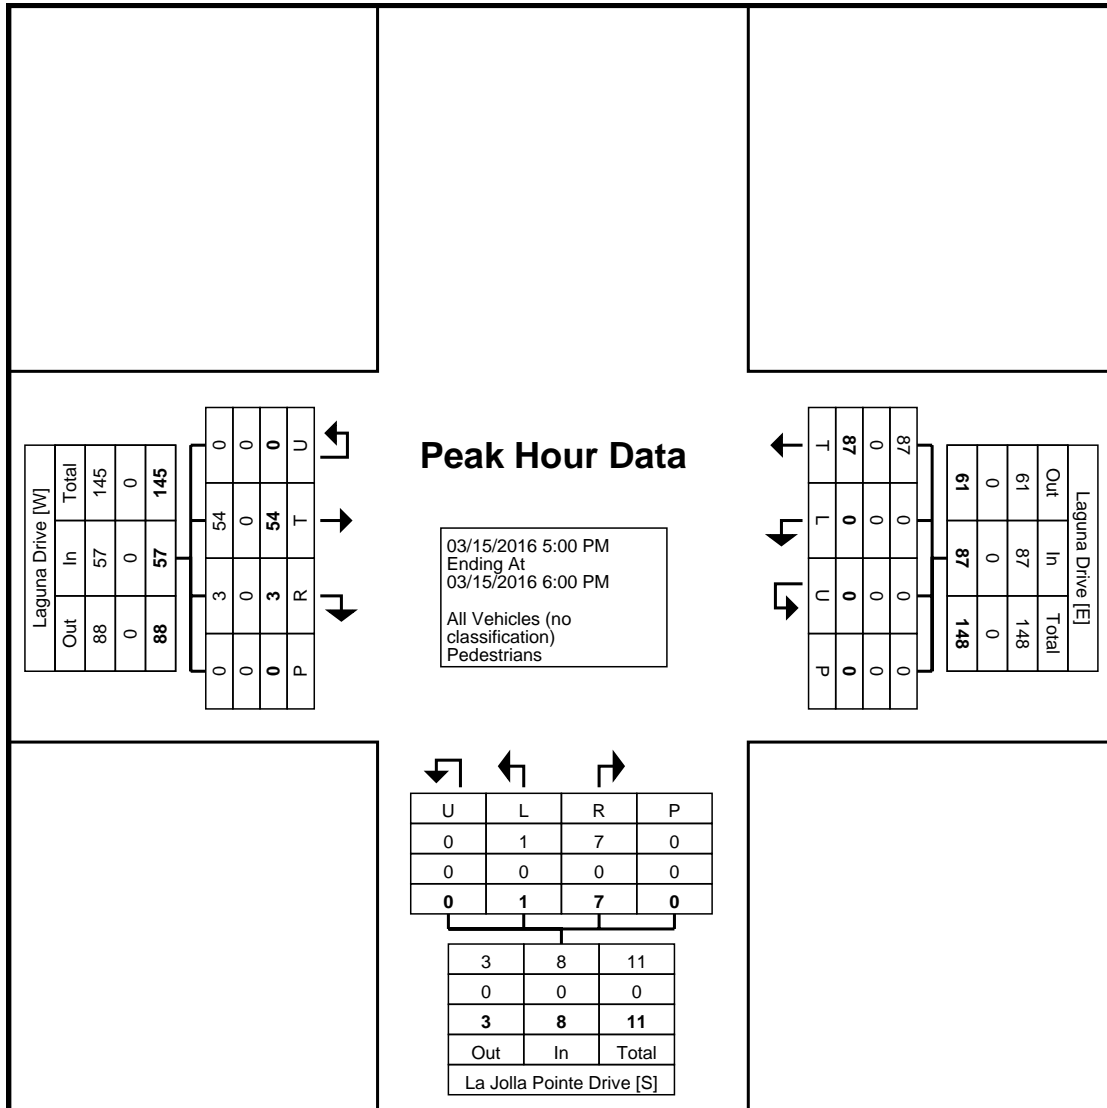 Peak Hour Data
03/15/2016 5:00 PM
Ending At
03/15/2016 6:00 PM
All Vehicles (no
classification)
Pedestrians
Laguna Drive [W]
Total In Out
145 57 88
0 0 0
145 57 88
0 54 3 0
0 0 0 0
0 54 3 0
U T R P
Laguna Drive [E]
Out In Total
61 87 148
0 0 0
61 87 148
87 0 0 0
0 0 0 0
87 0 0 0
T L U P
U L R P
0 1 7 0
0 0 0 0
0 1 7 0
3 8 11
0 0 0
3 8 11
Out In Total
La Jolla Pointe Drive [S]